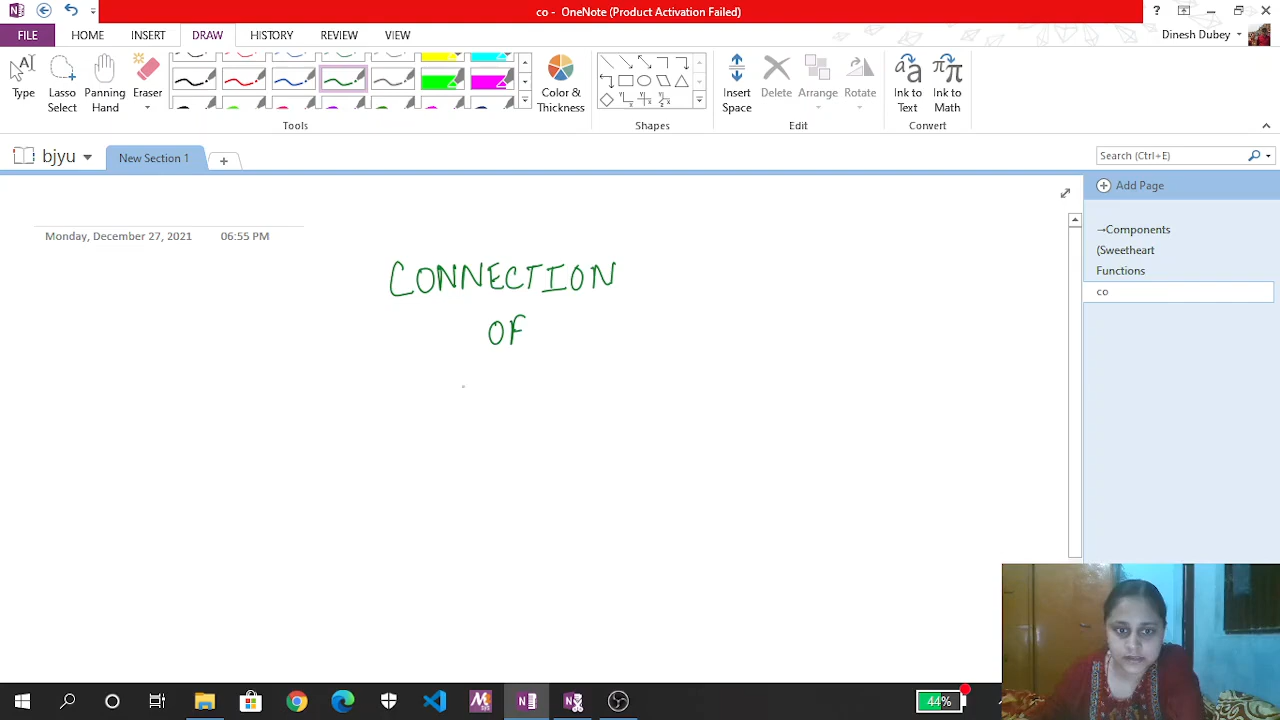 co - OneNote (Product Activation Failed)
FILE HOME INSERT DRAW HISTORY REVIEW VIEW
Dinesh Dubey
Type
Lasso Select
Panning Hand
Eraser
Color & Thickness
Insert Space
Delete
Arrange
Rotate
Ink to Text
Ink to Math
Tools
Shapes
Edit
Convert
bjyu
New Section 1
Search (Ctrl+E)
Add Page
→Components
(Sweetheart
Functions
co
Monday, December 27, 2021 06:55 PM
CONNECTION
OF
44%